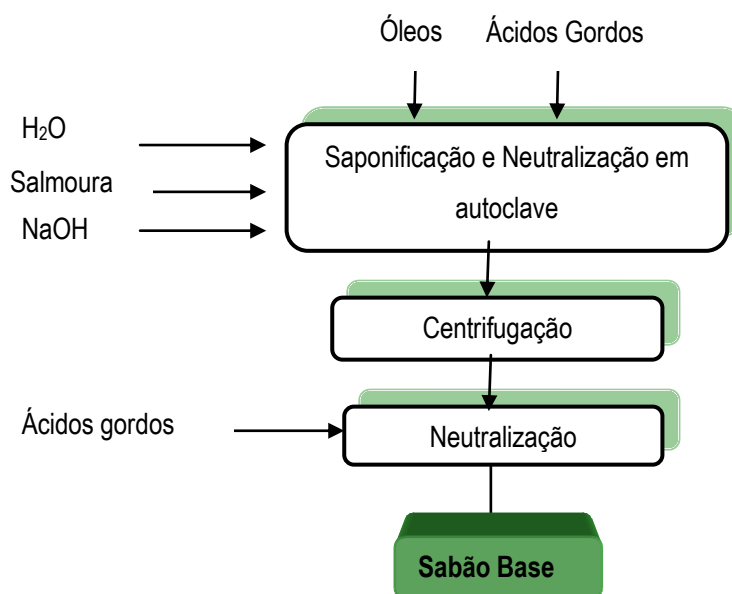 Óleos
Ácidos Gordos
H₂O
Salmoura
NaOH
Saponificação e Neutralização em
autoclave
Centrifugação
Ácidos gordos
Neutralização
Sabão Base